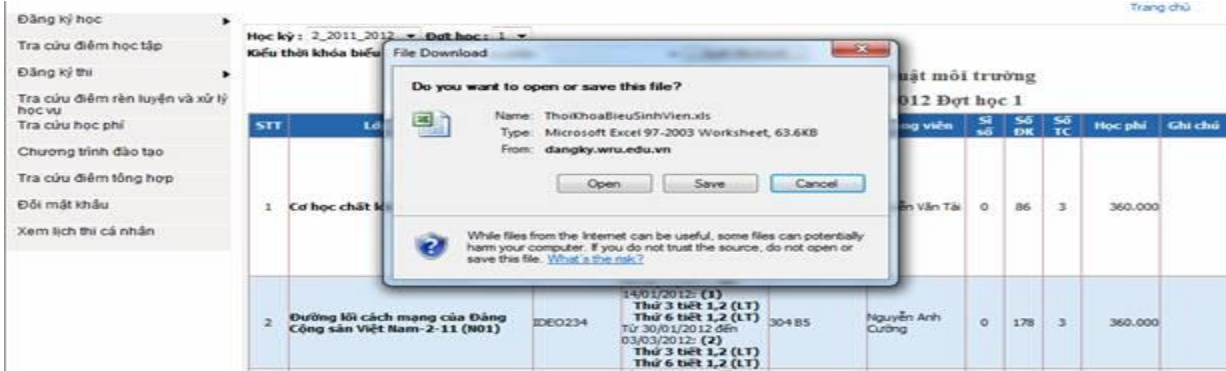 Trang chủ
Đăng ký học
Tra cứu điểm học tập
Đăng ký thi
Tra cứu điểm rèn luyện và xử lý
học vụ
Tra cứu học phí
Chương trình đào tạo
Tra cứu điểm tổng hợp
Đổi mật khẩu
Xem lịch thi cá nhân
Học kỳ : 2_2011_2012 Đợt học : 1
Kiểu thời khóa biểu
File Download
Do you want to open or save this file?
Name: ThoiKhoaBieuSinhVien.xls
Type: Microsoft Excel 97-2003 Worksheet, 63.6KB
From: dangky.wru.edu.vn
Open Save Cancel
While files from the Internet can be useful, some files can potentially
harm your computer. If you do not trust the source, do not open or
save this file. What's the risk?
môi trường
012 Đợt học 1
STT viên Sĩ số Số ĐK Số TC Học phí Ghi chú
1 Cơ học chất Văn Tài 0 86 3 360.000
14/01/2012: (1)
Thứ 3 tiết 1,2 (LT)
Thứ 6 tiết 1,2 (LT)
Từ 30/01/2012 đến
03/03/2012: (2)
Thứ 3 tiết 1,2 (LT)
Thứ 6 tiết 1,2 (LT)
2 Đường lối cách mạng của Đảng
Cộng sản Việt Nam-2-11 (N01)
IDEO234
304 B5
Nguyễn Anh
Cường
0 178 3 360.000